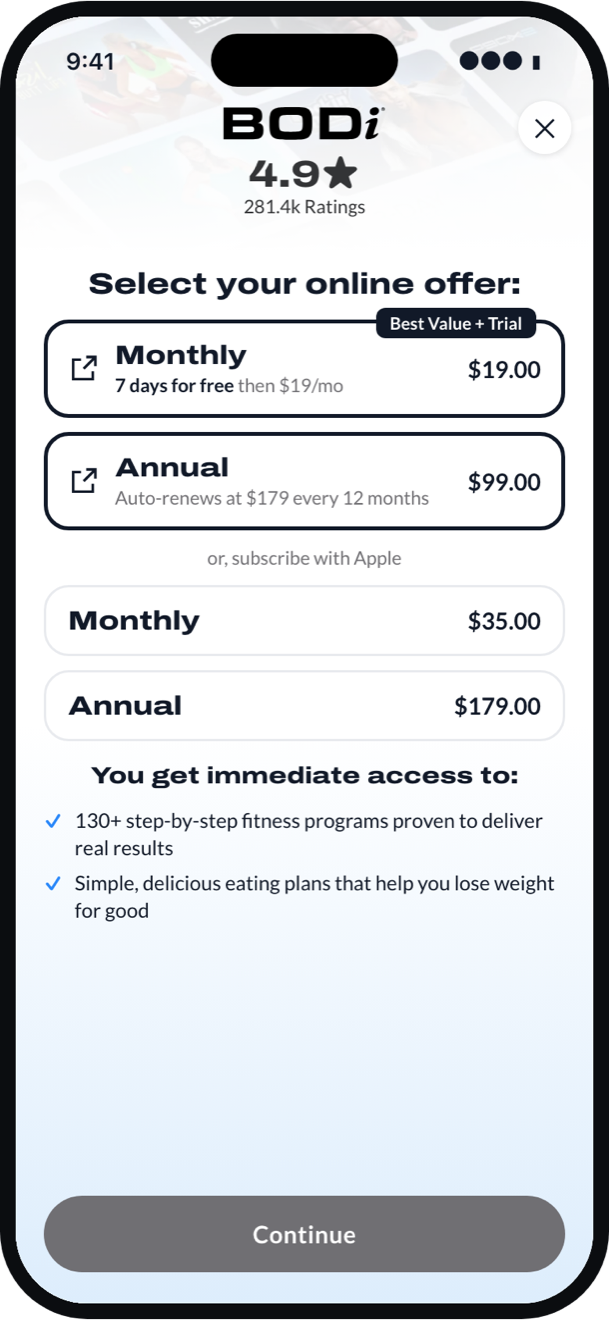 9:41
BODi
4.9★
281.4k Ratings
Select your online offer:
Best Value + Trial
Monthly
7 days for free then $19/mo
$19.00
Annual
Auto-renews at $179 every 12 months
$99.00
or, subscribe with Apple
Monthly
$35.00
Annual
$179.00
You get immediate access to:
130+ step-by-step fitness programs proven to deliver
real results
Simple, delicious eating plans that help you lose weight
for good
Continue